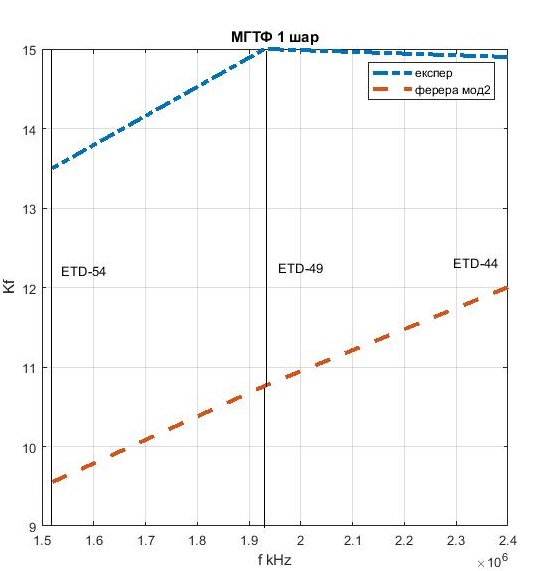 МГТФ 1 шар
15
14
13
12
11
10
9
Kf
експер
ферера мод2
ETD-54
ETD-49
ETD-44
1.5 1.6 1.7 1.8 1.9 2 2.1 2.2 2.3 2.4
f kHz
×10⁶